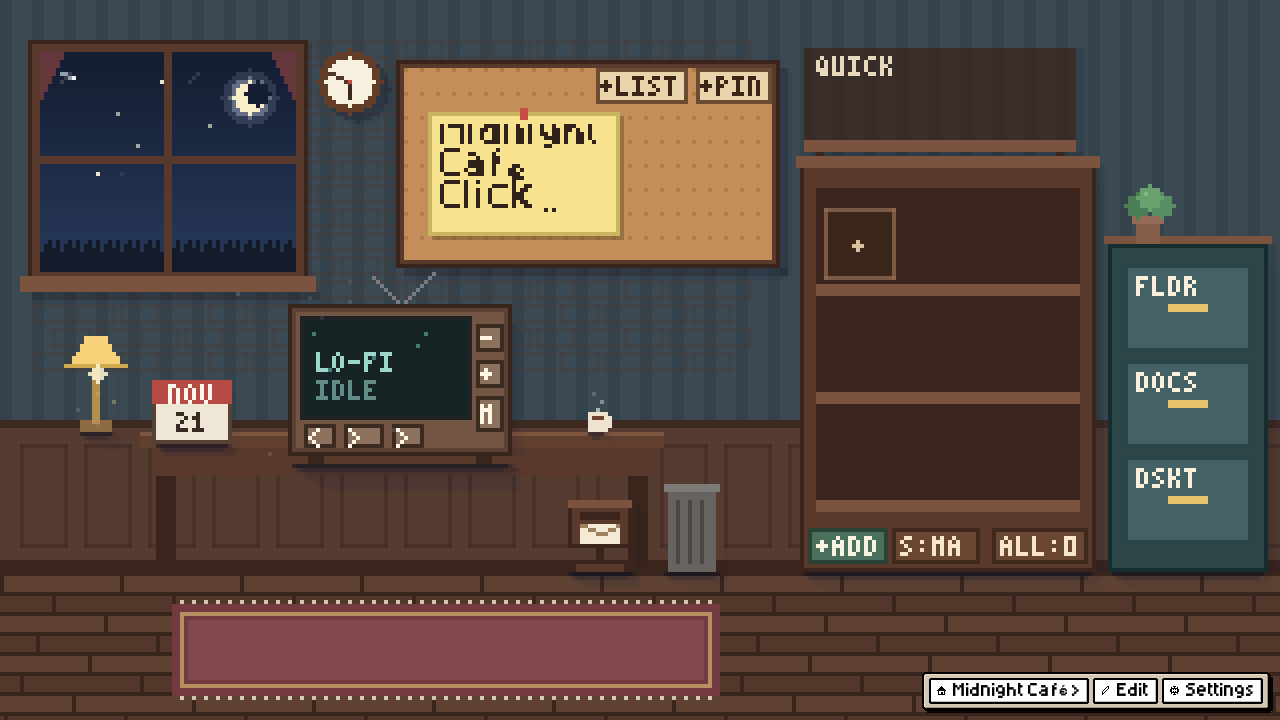 QUICK
+LIST +PIN
Café
Click ..
FLDR
LO-FI
IDLE
-
+
M
DOCS
NOV
21
< > >
DSKT
+
+ADD S:MA ALL:0
Midnight Café >
Edit
Settings